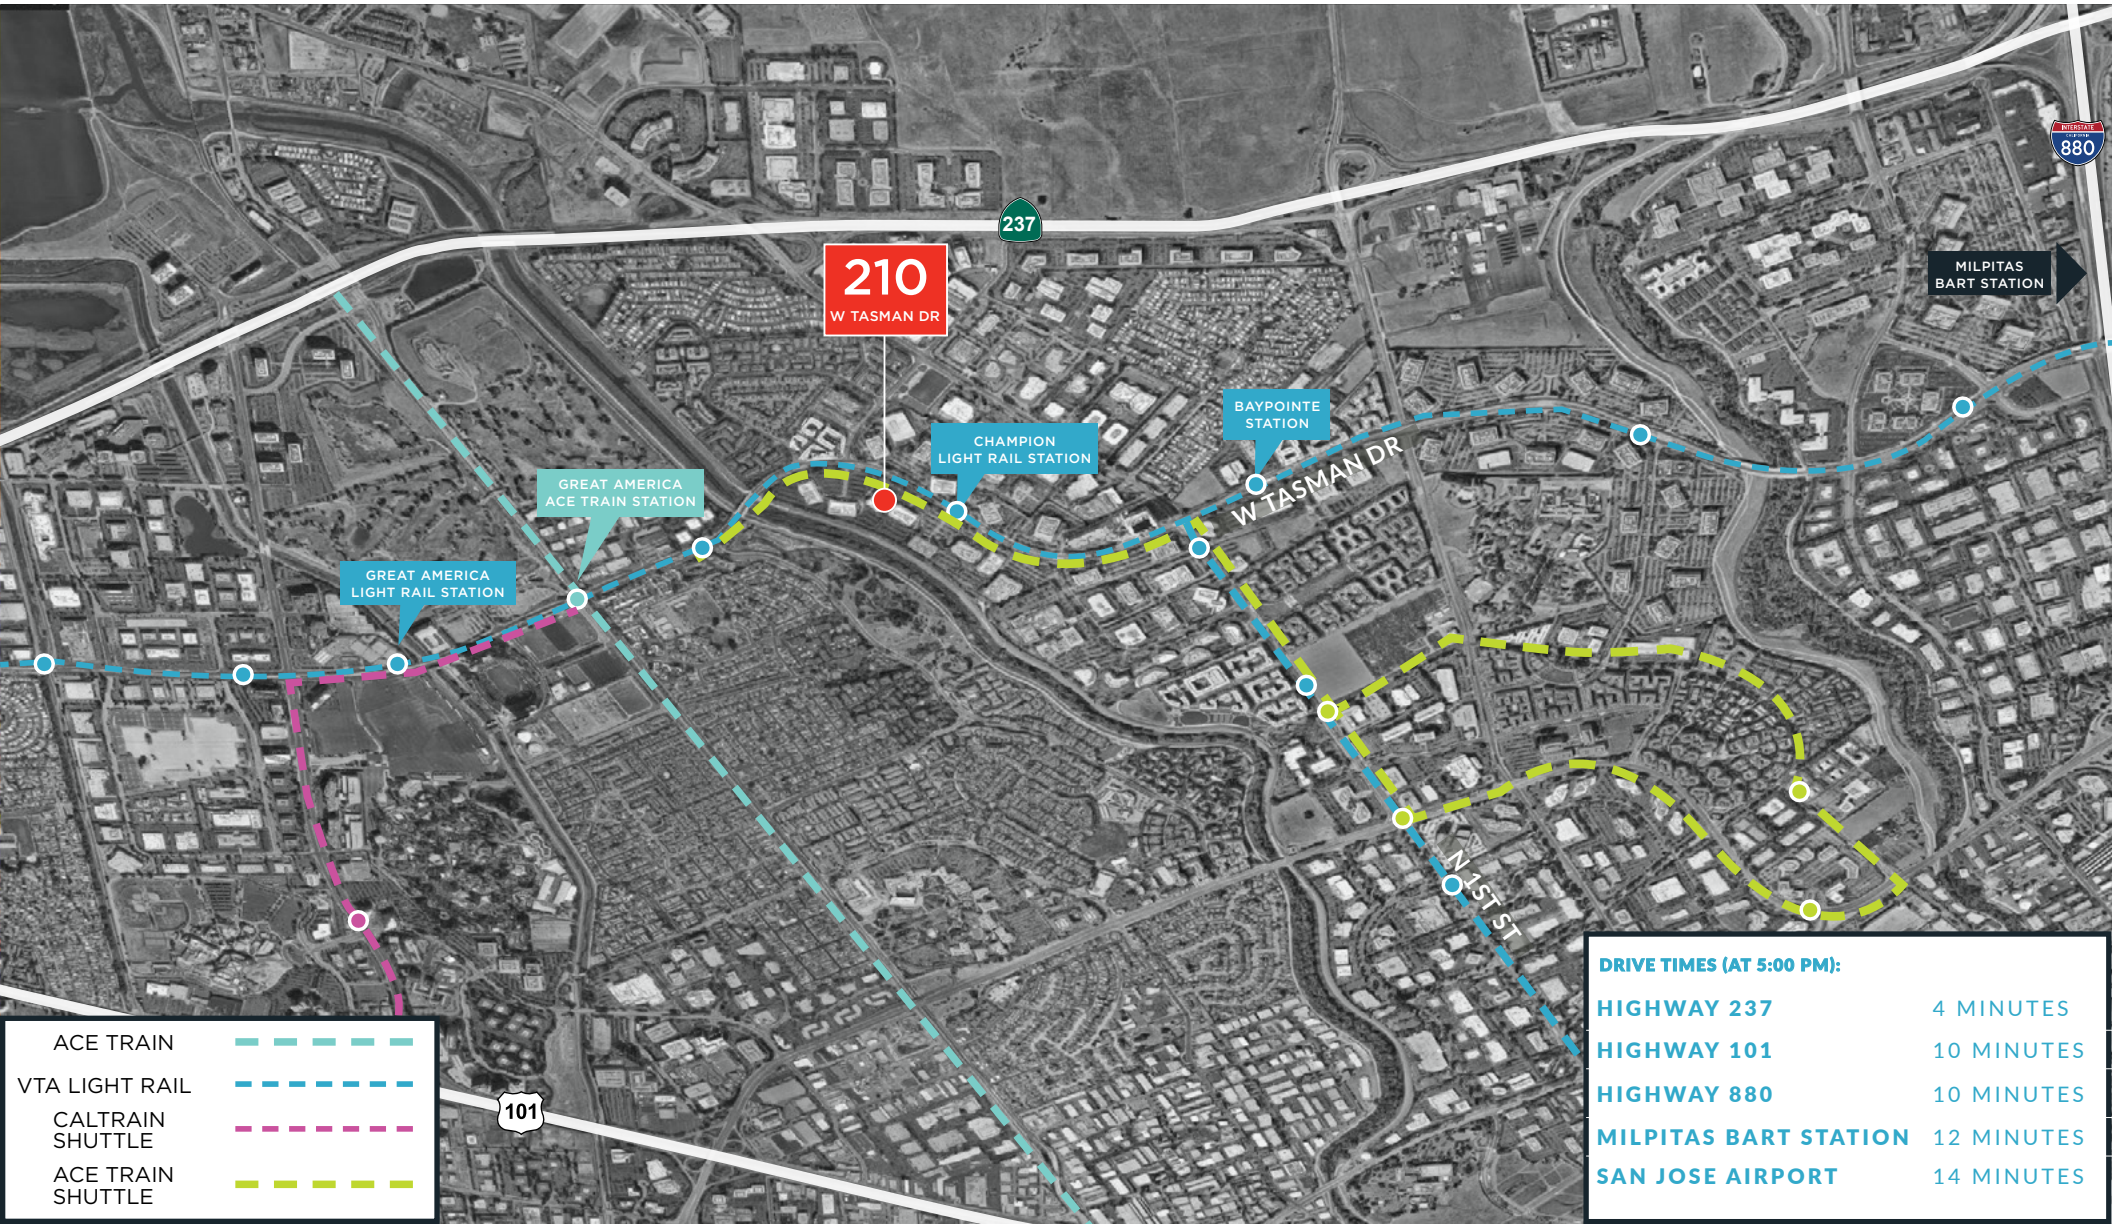 INTERSTATE
CALIFORNIA
880
237
210
W TASMAN DR
MILPITAS
BART STATION
BAYPOINTE
STATION
CHAMPION
LIGHT RAIL STATION
W TASMAN DR
GREAT AMERICA
ACE TRAIN STATION
GREAT AMERICA
LIGHT RAIL STATION
N 1ST ST
101
ACE TRAIN
VTA LIGHT RAIL
CALTRAIN
SHUTTLE
ACE TRAIN
SHUTTLE
DRIVE TIMES (AT 5:00 PM):
HIGHWAY 237 4 MINUTES
HIGHWAY 101 10 MINUTES
HIGHWAY 880 10 MINUTES
MILPITAS BART STATION 12 MINUTES
SAN JOSE AIRPORT 14 MINUTES